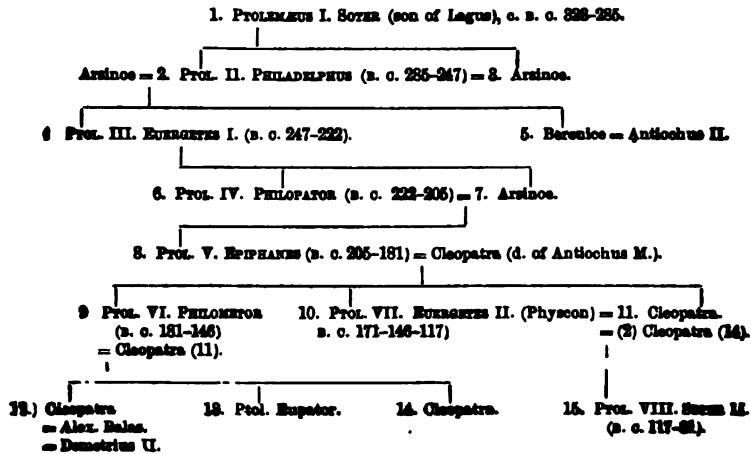 1. PTOLEMÆUS I. SOTER (son of Lagus), c. B. C. 323–285.
Arsinoe = 2. PTOL. II. PHILADELPHUS (B. C. 285–247) = 3. Arsinoe.
4 PTOL. III. EUERGETES I. (B. C. 247–222). 5. Berenice = Antiochus II.
6. PTOL. IV. PHILOPATOR (B. C. 222–205) = 7. Arsinoe.
8. PTOL. V. EPIPHANES (B. C. 205–181) = Cleopatra (d. of Antiochus M.).
9 PTOL. VI. PHILOMETOR 10. PTOL. VII. EUERGETES II. (Physcon) = 11. Cleopatra.
(B. C. 181–146) B. C. 171–146–117) = (2) Cleopatra (14).
= Cleopatra (11).
12.) Cleopatra 13. Ptol. Eupator. 14. Cleopatra. 15. PTOL. VIII.
= Alex. Balas. (B. C.
= Demetrius II.